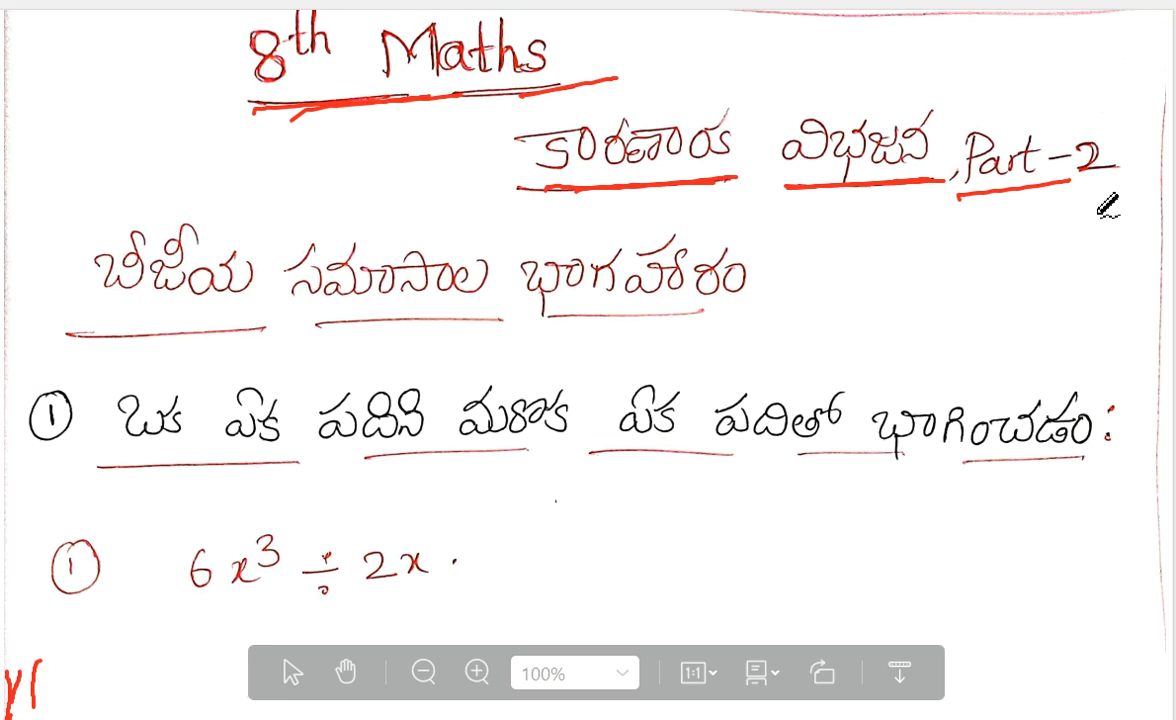 8th Maths
కారణాంక విభజన, Part-2
బీజీయ సమాసాల భాగహారం
① ఒక ఏక పదిని మరొక ఏక పదితో భాగించడం:
① 6x³ ÷ 2x.
100%